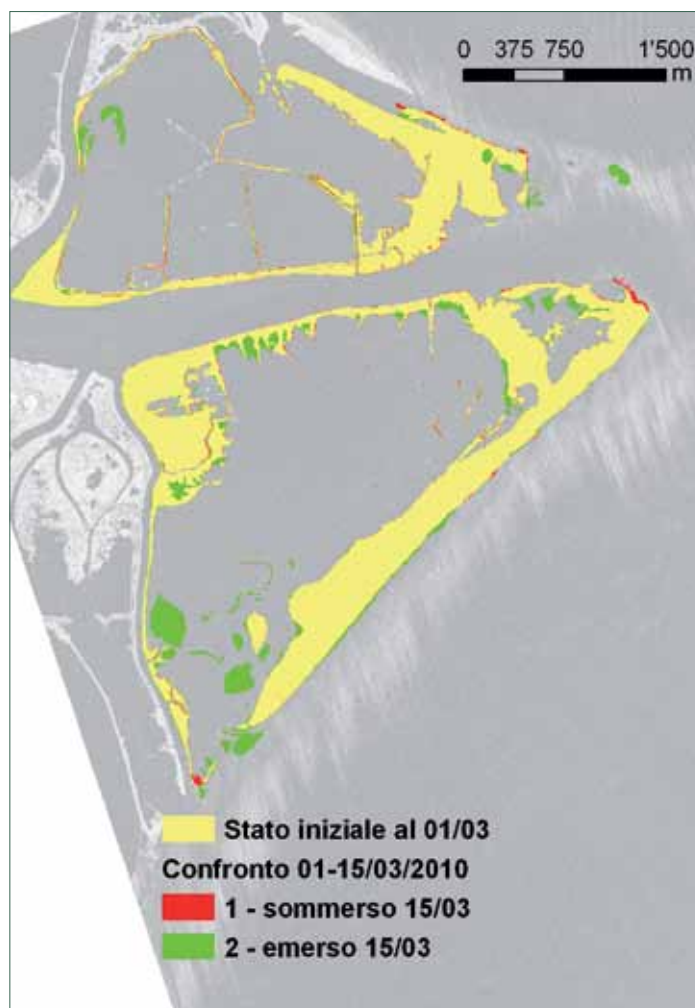 0 375 750 1'500
m
Stato iniziale al 01/03
Confronto 01-15/03/2010
1 - sommerso 15/03
2 - emerso 15/03